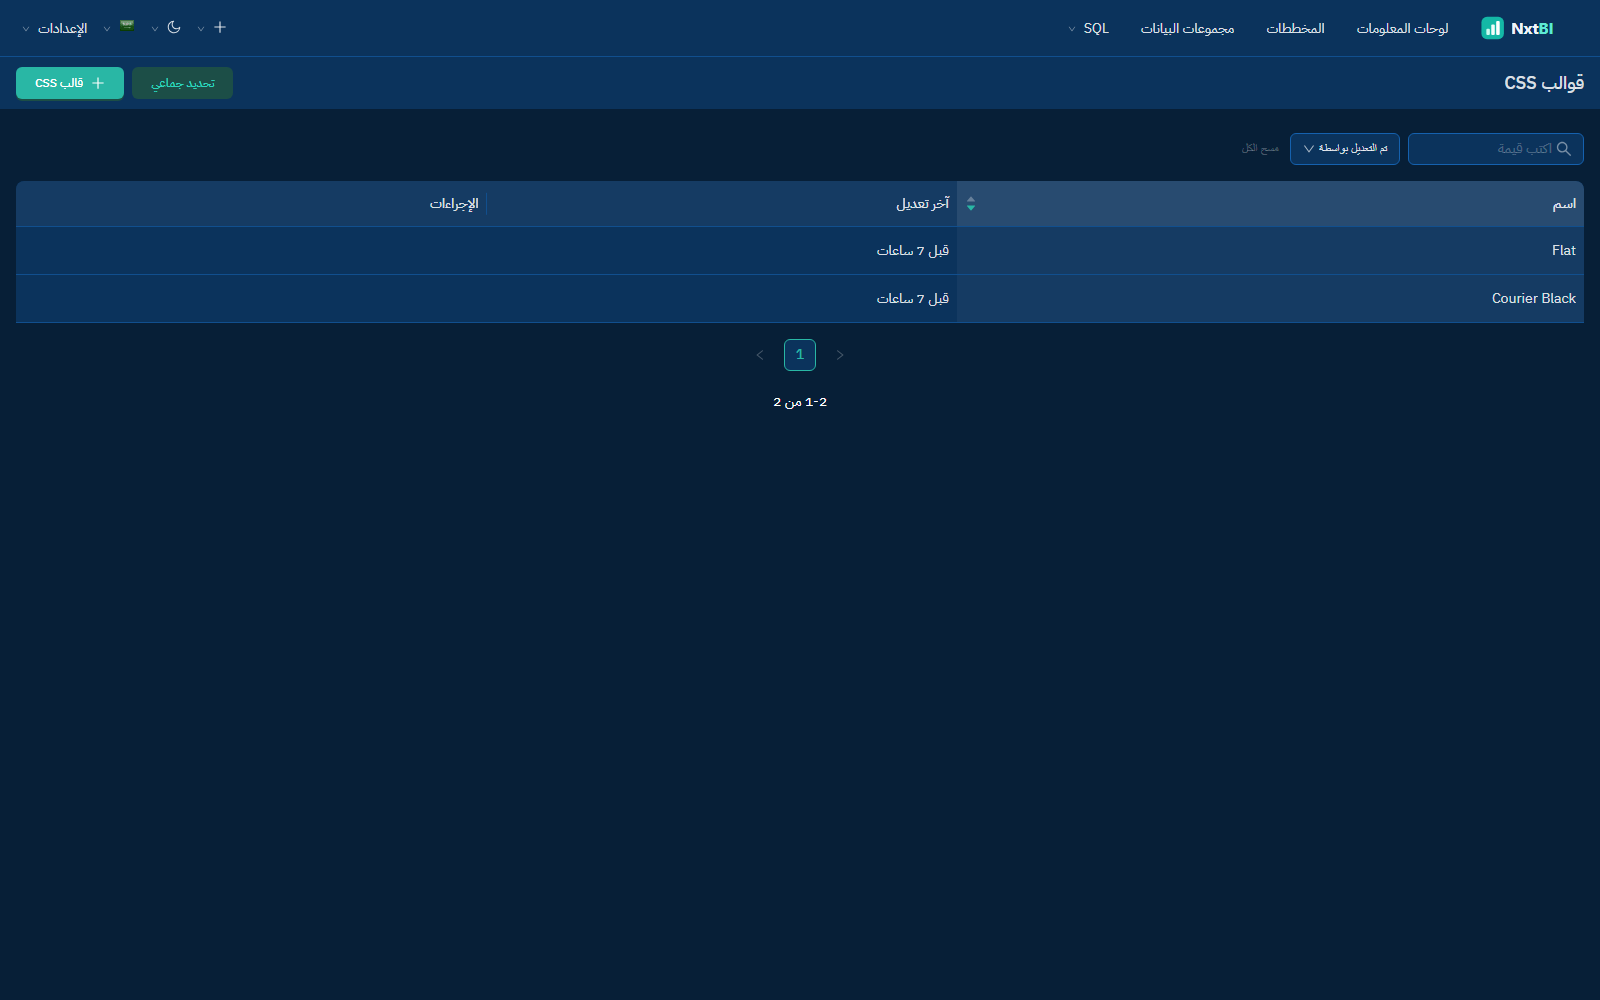 NxtBI
لوحات المعلومات
المخططات
مجموعات البيانات
SQL
الإعدادات
قوالب CSS
تحديد جماعي
قالب CSS
اكتب قيمة
تم التعديل بواسطة
مسح الكل
اسم
آخر تعديل
الإجراءات
Flat
قبل 7 ساعات
Courier Black
قبل 7 ساعات
1
1-2 من 2